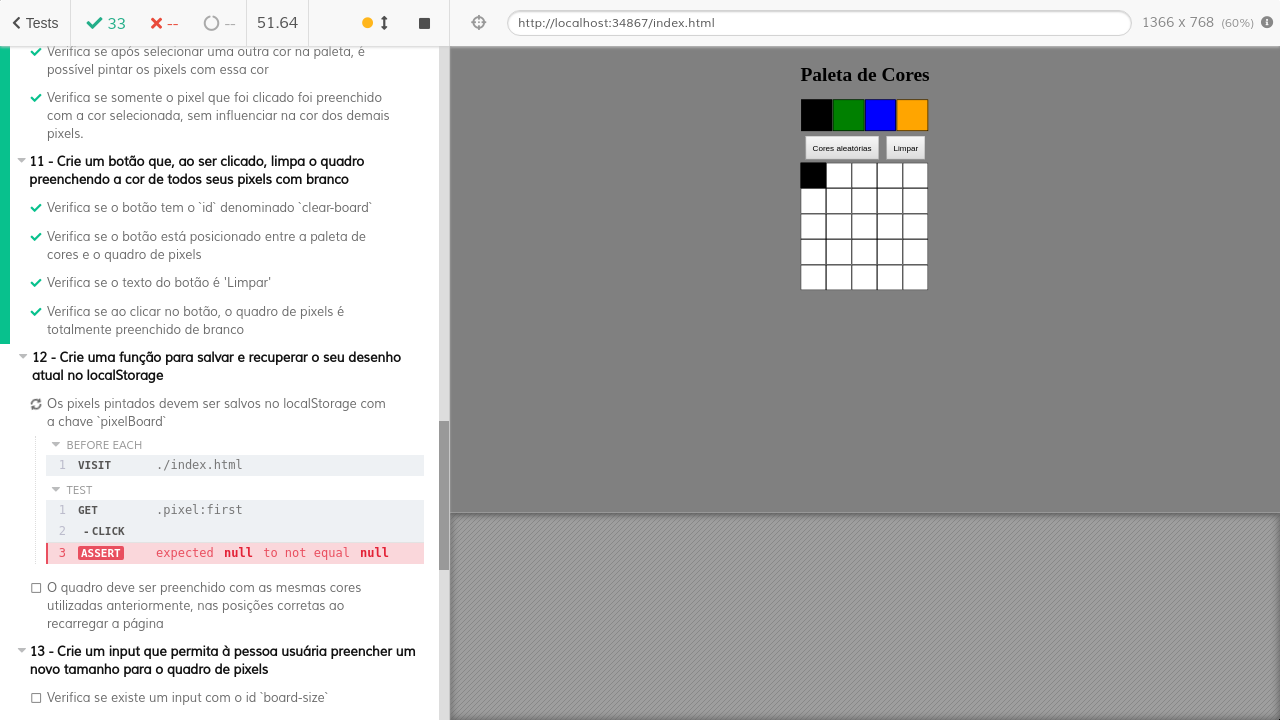 Tests
33
--
--
51.64
http://localhost:34867/index.html
1366 x 768 (60%)
Verifica se após selecionar uma outra cor na paleta, é
possível pintar os pixels com essa cor
Verifica se somente o pixel que foi clicado foi preenchido
com a cor selecionada, sem influenciar na cor dos demais
pixels.
11 - Crie um botão que, ao ser clicado, limpa o quadro
preenchendo a cor de todos seus pixels com branco
Verifica se o botão tem o `id` denominado `clear-board`
Verifica se o botão está posicionado entre a paleta de
cores e o quadro de pixels
Verifica se o texto do botão é 'Limpar'
Verifica se ao clicar no botão, o quadro de pixels é
totalmente preenchido de branco
12 - Crie uma função para salvar e recuperar o seu desenho
atual no localStorage
Os pixels pintados devem ser salvos no localStorage com
a chave `pixelBoard`
BEFORE EACH
1 VISIT ./index.html
TEST
1 GET .pixel:first
2 -CLICK
3 ASSERT expected null to not equal null
O quadro deve ser preenchido com as mesmas cores
utilizadas anteriormente, nas posições corretas ao
recarregar a página
13 - Crie um input que permita à pessoa usuária preencher um
novo tamanho para o quadro de pixels
Verifica se existe um input com o id `board-size`
Paleta de Cores
Cores aleatórias
Limpar